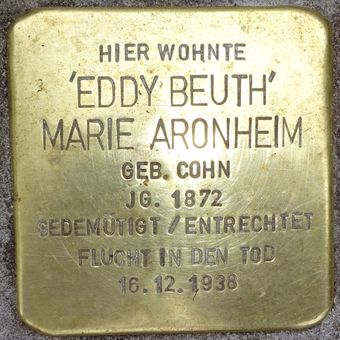 HIER WOHNTE
'EDDY BEUTH'
MARIE ARONHEIM
GEB. COHN
JG. 1872
GEDEMÜTIGT / ENTRECHTET
FLUCHT IN DEN TOD
16.12.1938